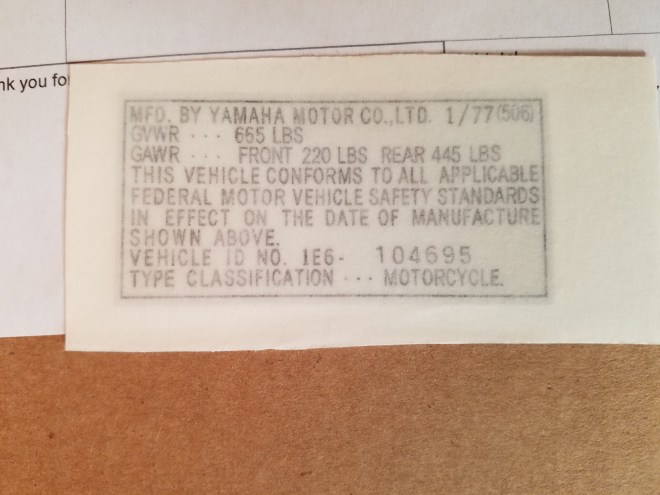 nk you fo
MFD. BY YAMAHA MOTOR CO.,LTD. 1/77(506)
GVWR ··· 665 LBS
GAWR ··· FRONT 220 LBS REAR 445 LBS
THIS VEHICLE CONFORMS TO ALL APPLICABLE
FEDERAL MOTOR VEHICLE SAFETY STANDARDS
IN EFFECT ON THE DATE OF MANUFACTURE
SHOWN ABOVE.
VEHICLE ID NO. 1E6- 104695
TYPE CLASSIFICATION ··· MOTORCYCLE.